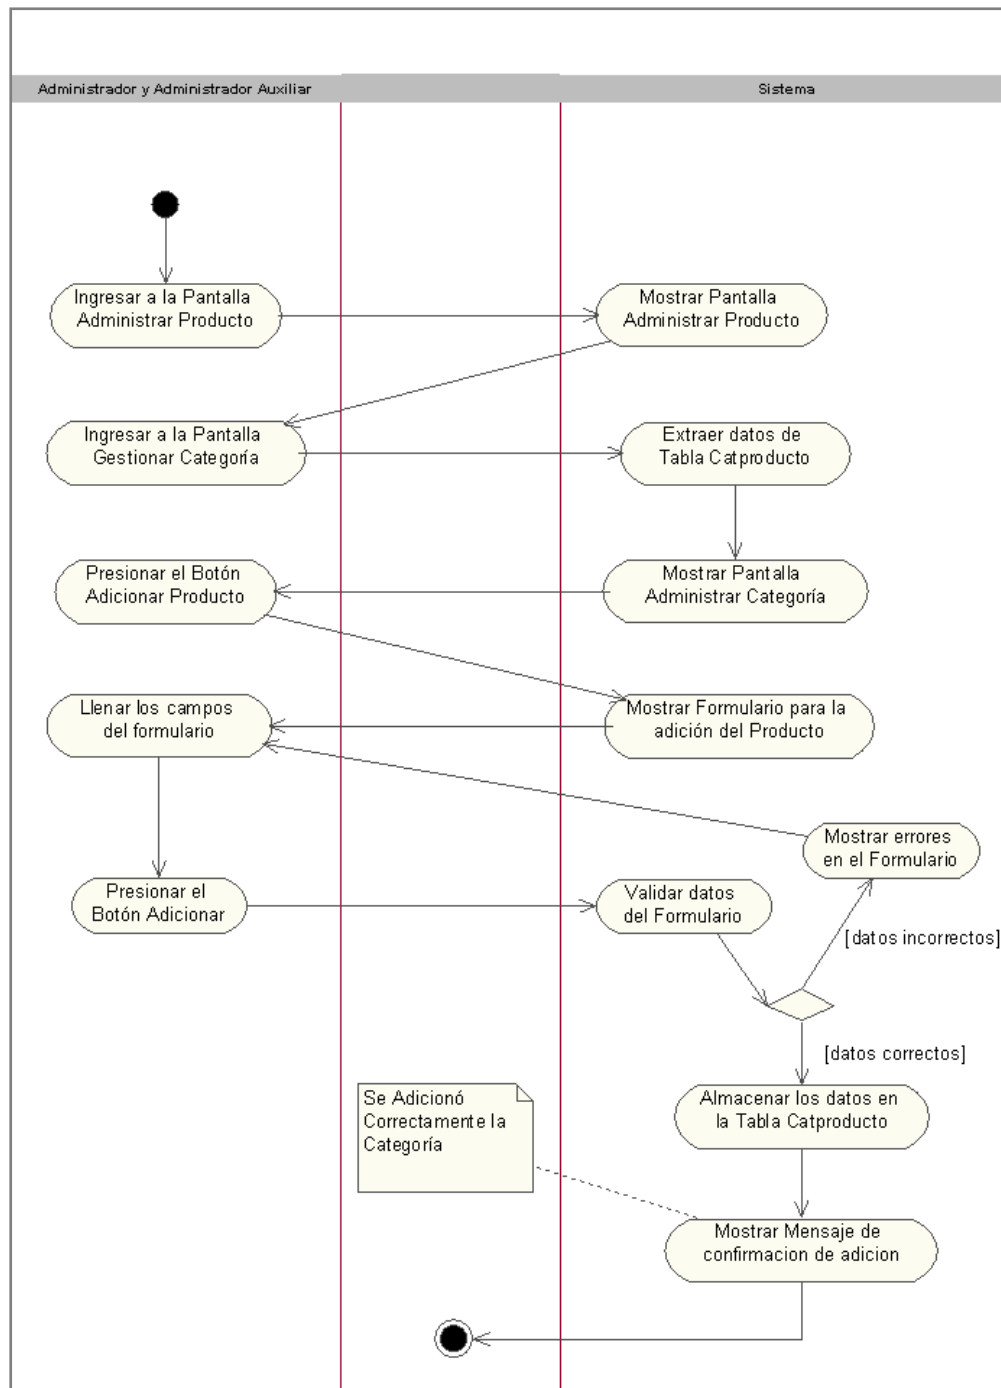 Administrador y Administrador Auxiliar
Sistema
Ingresar a la Pantalla
Administrar Producto
Mostrar Pantalla
Administrar Producto
Ingresar a la Pantalla
Gestionar Categoría
Extraer datos de
Tabla Catproducto
Presionar el Botón
Adicionar Producto
Mostrar Pantalla
Administrar Categoría
Llenar los campos
del formulario
Mostrar Formulario para la
adición del Producto
Mostrar errores
en el Formulario
Presionar el
Botón Adicionar
Validar datos
del Formulario
[datos incorrectos]
[datos correctos]
Se Adicionó
Correctamente la
Categoría
Almacenar los datos en
la Tabla Catproducto
Mostrar Mensaje de
confirmacion de adicion